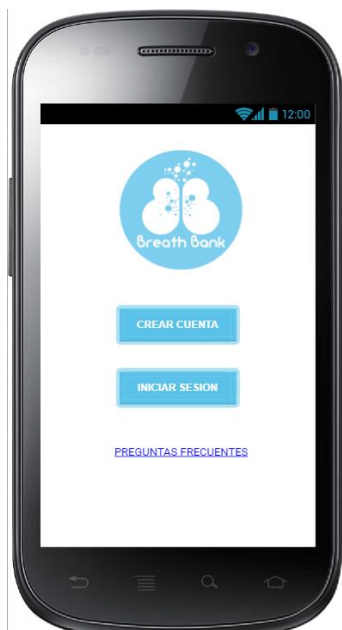 12:00
Breath Bank
CREAR CUENTA
INICIAR SESION
PREGUNTAS FRECUENTES